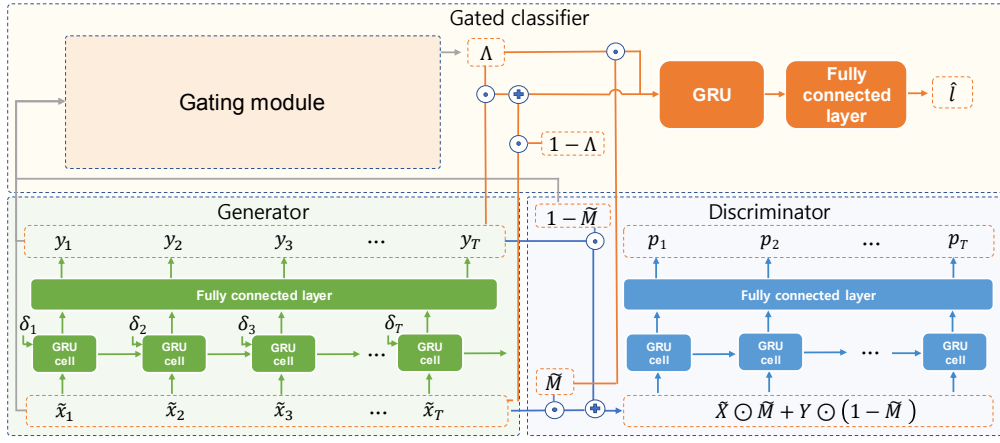 Gated classifier
Gating module
Λ
1 − Λ
GRU
Fully
connected
layer
l̂
Generator
y₁ y₂ y₃ ... y_T
Fully connected layer
δ₁ δ₂ δ₃ δ_T
GRU
cell
GRU
cell
GRU
cell
...
GRU
cell
x̃₁ x̃₂ x̃₃ ... x̃_T
1 − M̃
M̃
Discriminator
p₁ p₂ ... p_T
Fully connected layer
GRU
cell
GRU
cell
...
GRU
cell
X̃ ⊙ M̃ + Y ⊙ (1 − M̃ )